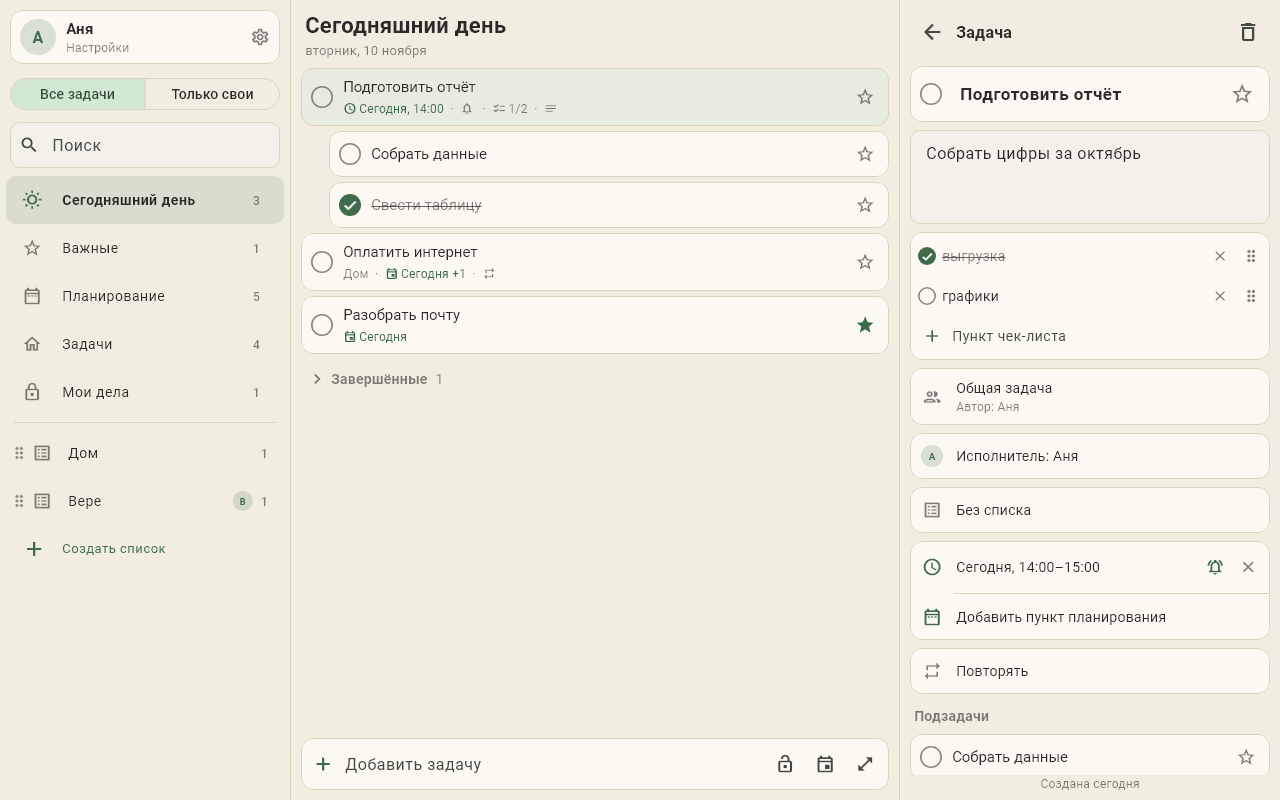 А
Аня
Настройки
Все задачи
Только свои
Поиск
Сегодняшний день
3
Важные
1
Планирование
5
Задачи
4
Мои дела
1
Дом
1
Вере
В
1
Создать список
Сегодняшний день
вторник, 10 ноября
Подготовить отчёт
Сегодня, 14:00 · · 1/2 ·
Собрать данные
Свести таблицу
Оплатить интернет
Дом · Сегодня +1 ·
Разобрать почту
Сегодня
Завершённые 1
Добавить задачу
Задача
Подготовить отчёт
Собрать цифры за октябрь
выгрузка
графики
Пункт чек-листа
Общая задача
Автор: Аня
А
Исполнитель: Аня
Без списка
Сегодня, 14:00–15:00
Добавить пункт планирования
Повторять
Подзадачи
Собрать данные
Создана сегодня